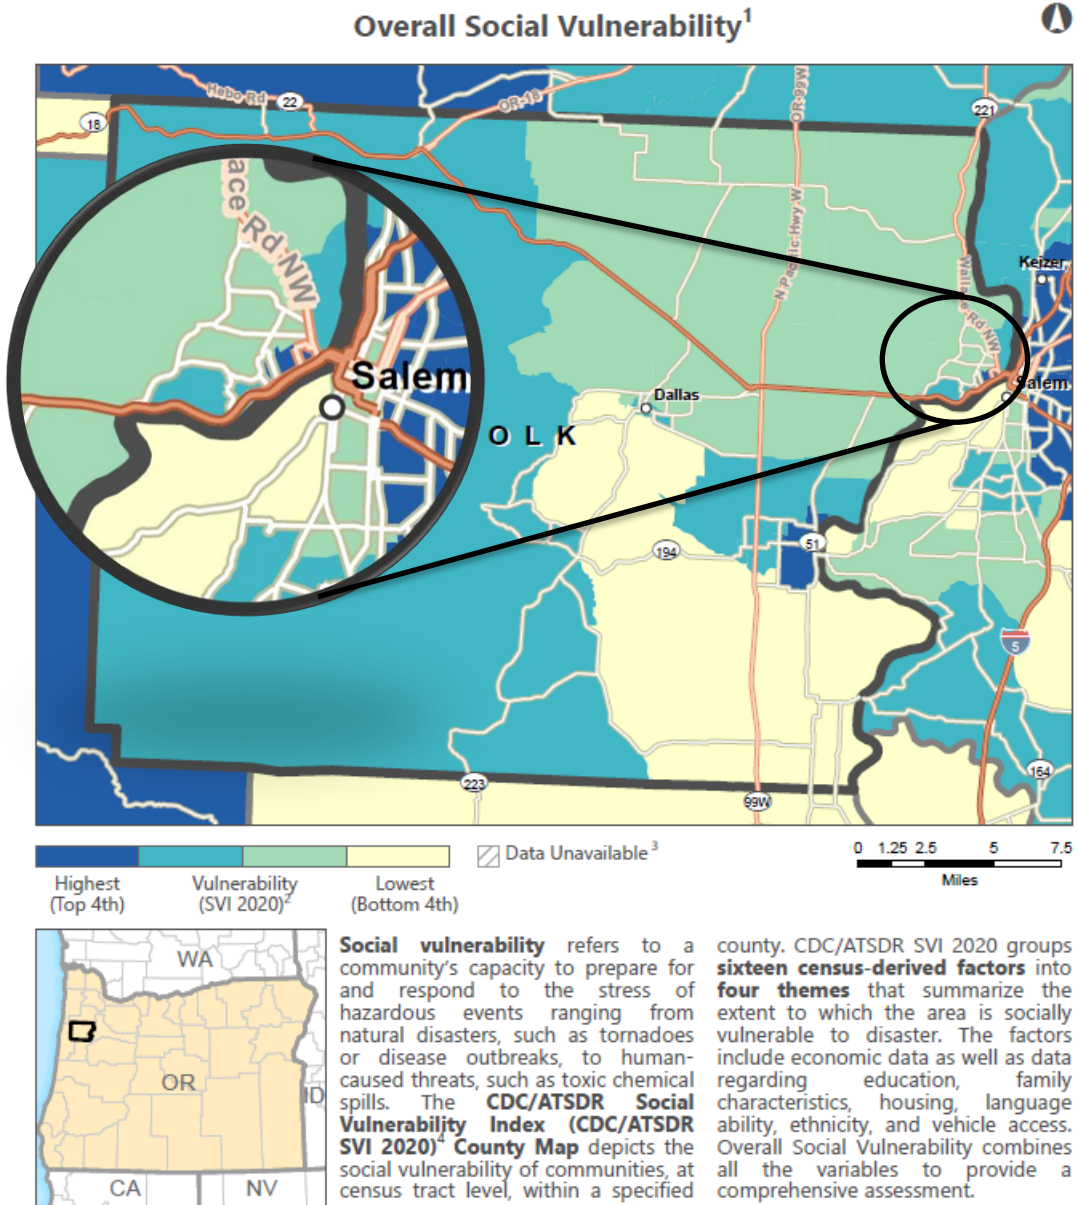 Overall Social Vulnerability1
Hebo Rd
22
OR-18
OR-99W
221
18
ace Rd NW
N Pacific Hwy W
Wallace Rd NW
Keizer
Salem
Salem
Dallas
O L K
51
194
5
223
99W
164
Highest
(Top 4th)
Vulnerability
(SVI 2020)2
Lowest
(Bottom 4th)
Data Unavailable3
0 1.25 2.5 5 7.5
Miles
WA
OR
ID
CA
NV
Social vulnerability refers to a
community’s capacity to prepare for
and respond to the stress of
hazardous events ranging from
natural disasters, such as tornadoes
or disease outbreaks, to human-
caused threats, such as toxic chemical
spills. The CDC/ATSDR Social
Vulnerability Index (CDC/ATSDR
SVI 2020)4 County Map depicts the
social vulnerability of communities, at
census tract level, within a specified
county. CDC/ATSDR SVI 2020 groups
sixteen census-derived factors into
four themes that summarize the
extent to which the area is socially
vulnerable to disaster. The factors
include economic data as well as data
regarding education, family
characteristics, housing, language
ability, ethnicity, and vehicle access.
Overall Social Vulnerability combines
all the variables to provide a
comprehensive assessment.